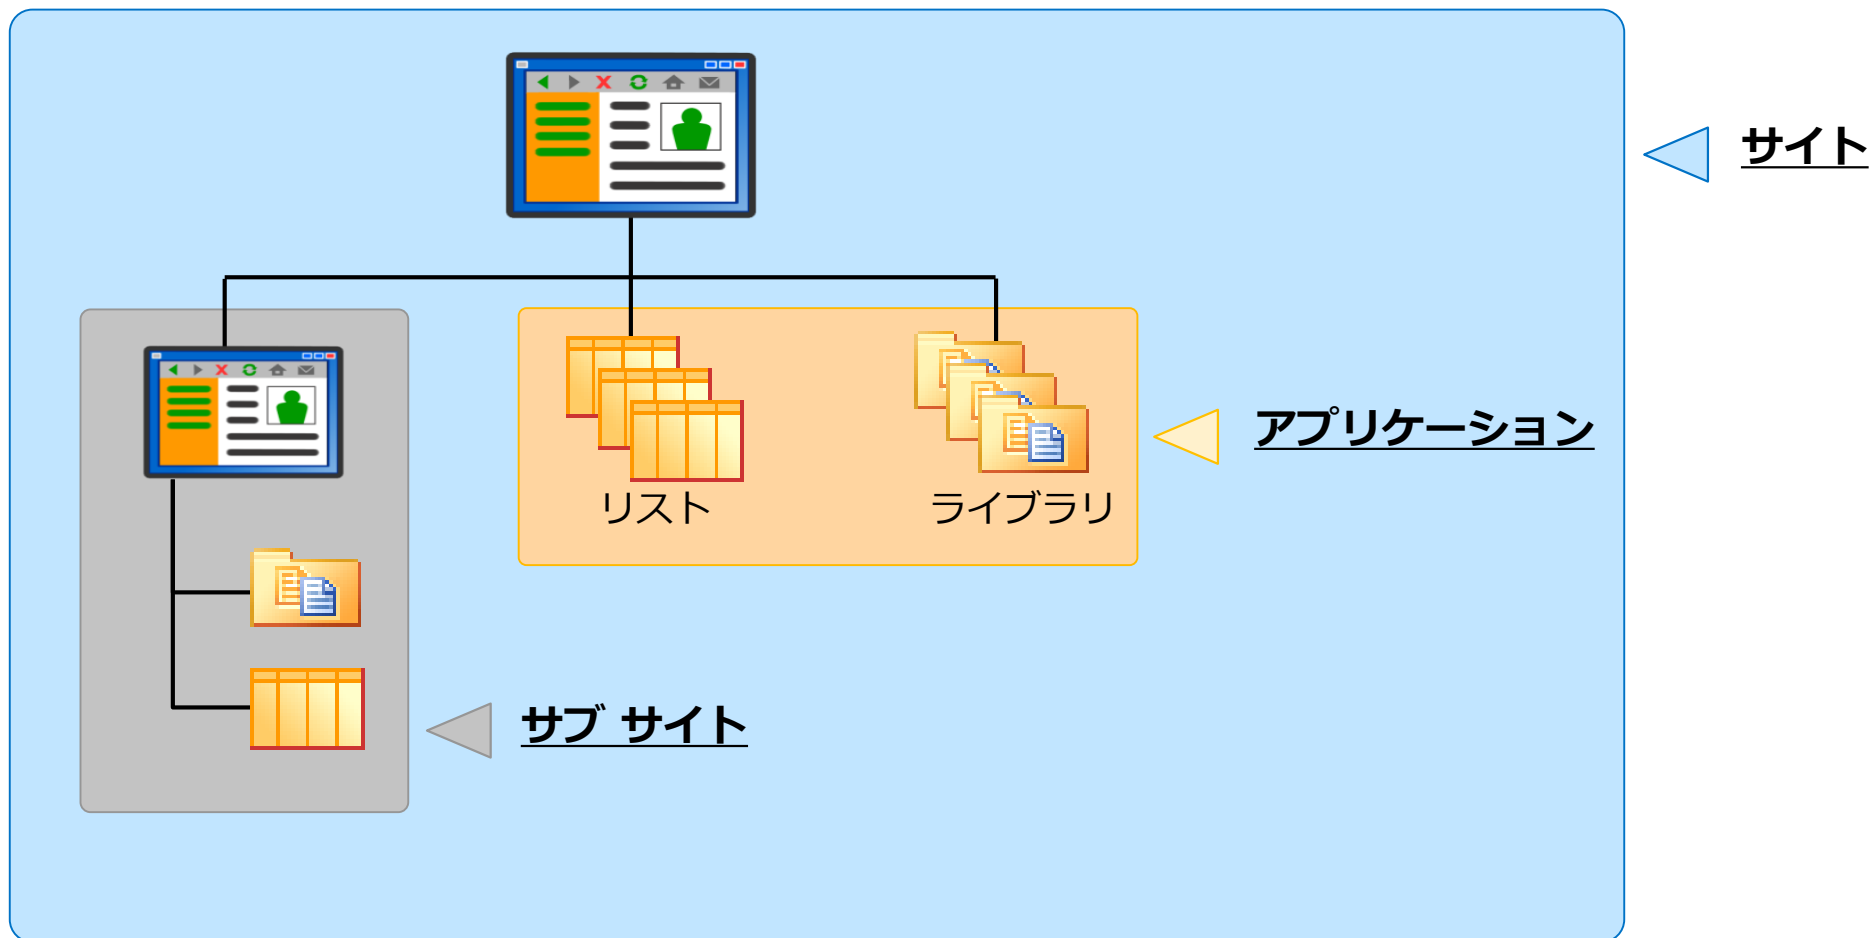 サイト
アプリケーション
リスト
ライブラリ
サブ サイト